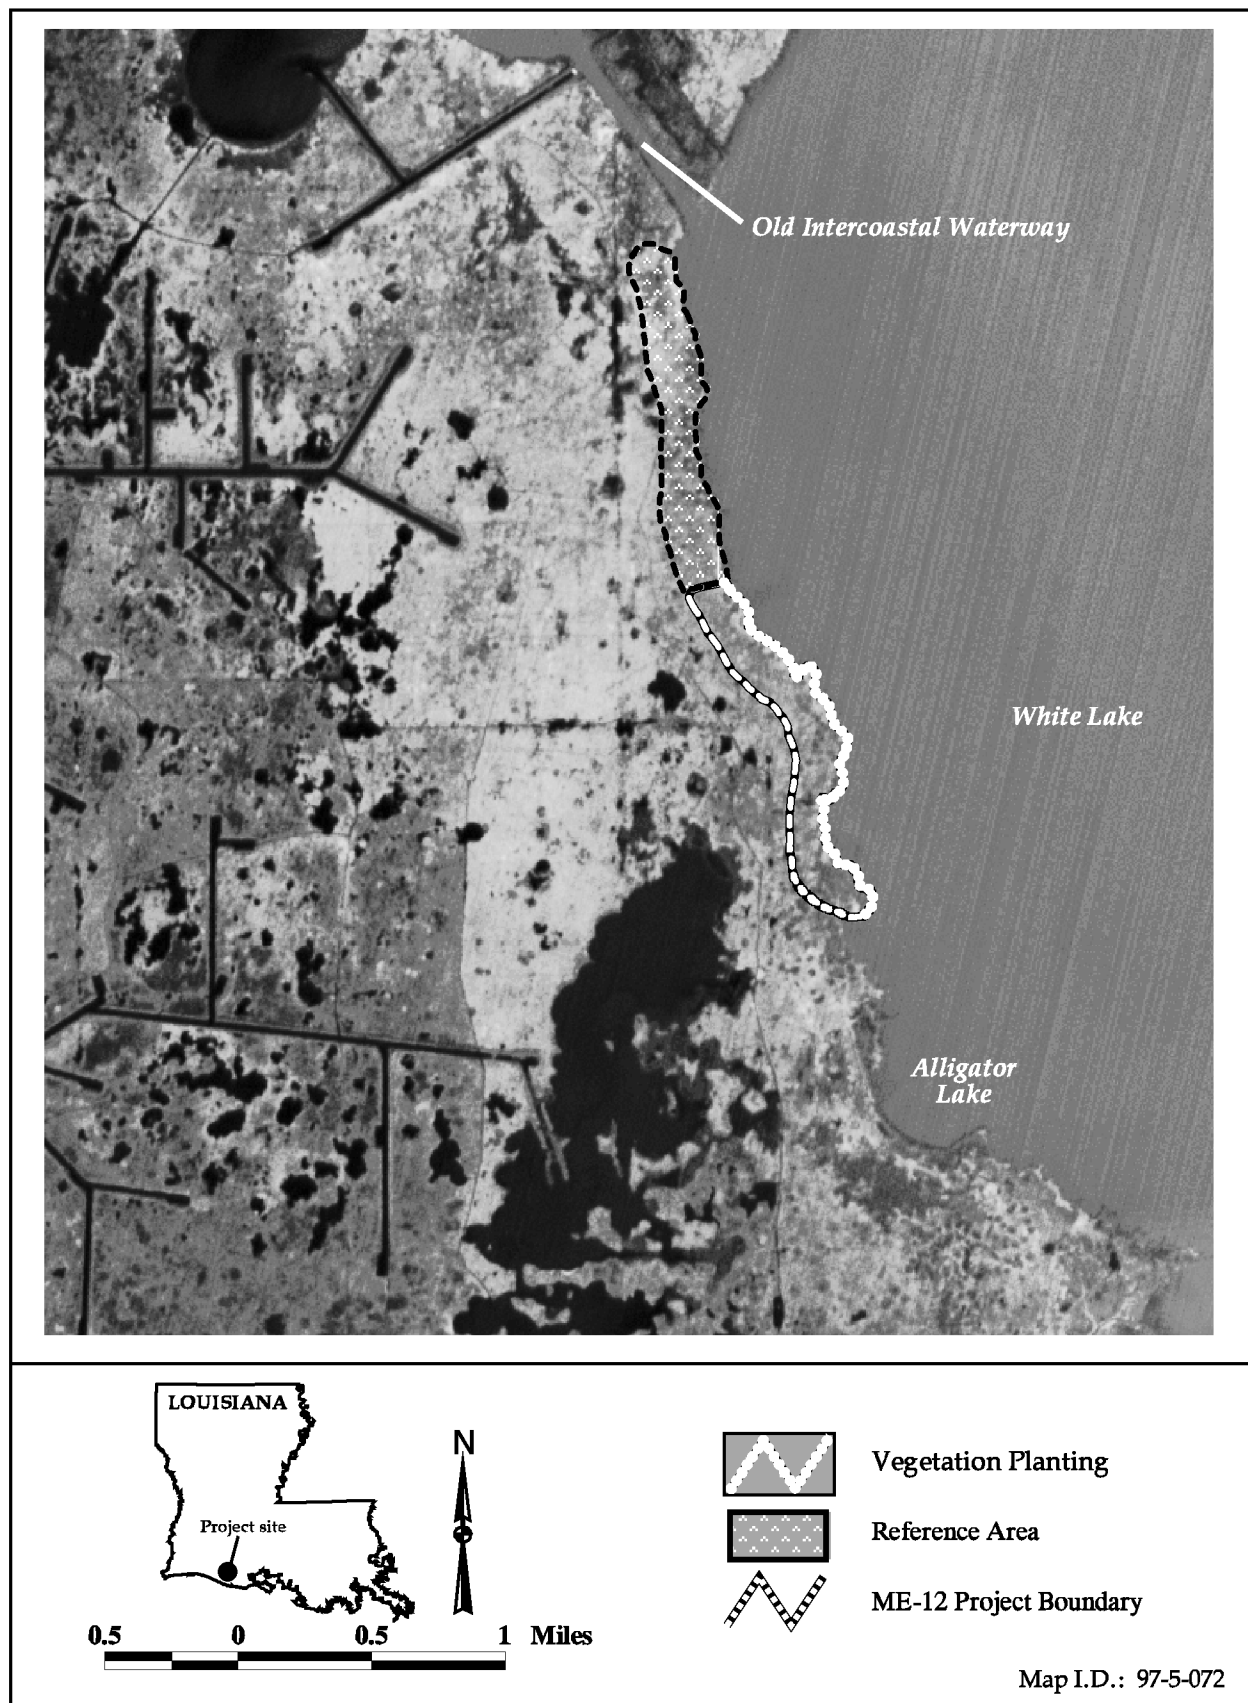 Old Intercoastal Waterway
White Lake
Alligator
Lake
LOUISIANA
Project site
N
0.5 0 0.5 1 Miles
Vegetation Planting
Reference Area
ME-12 Project Boundary
Map I.D.: 97-5-072